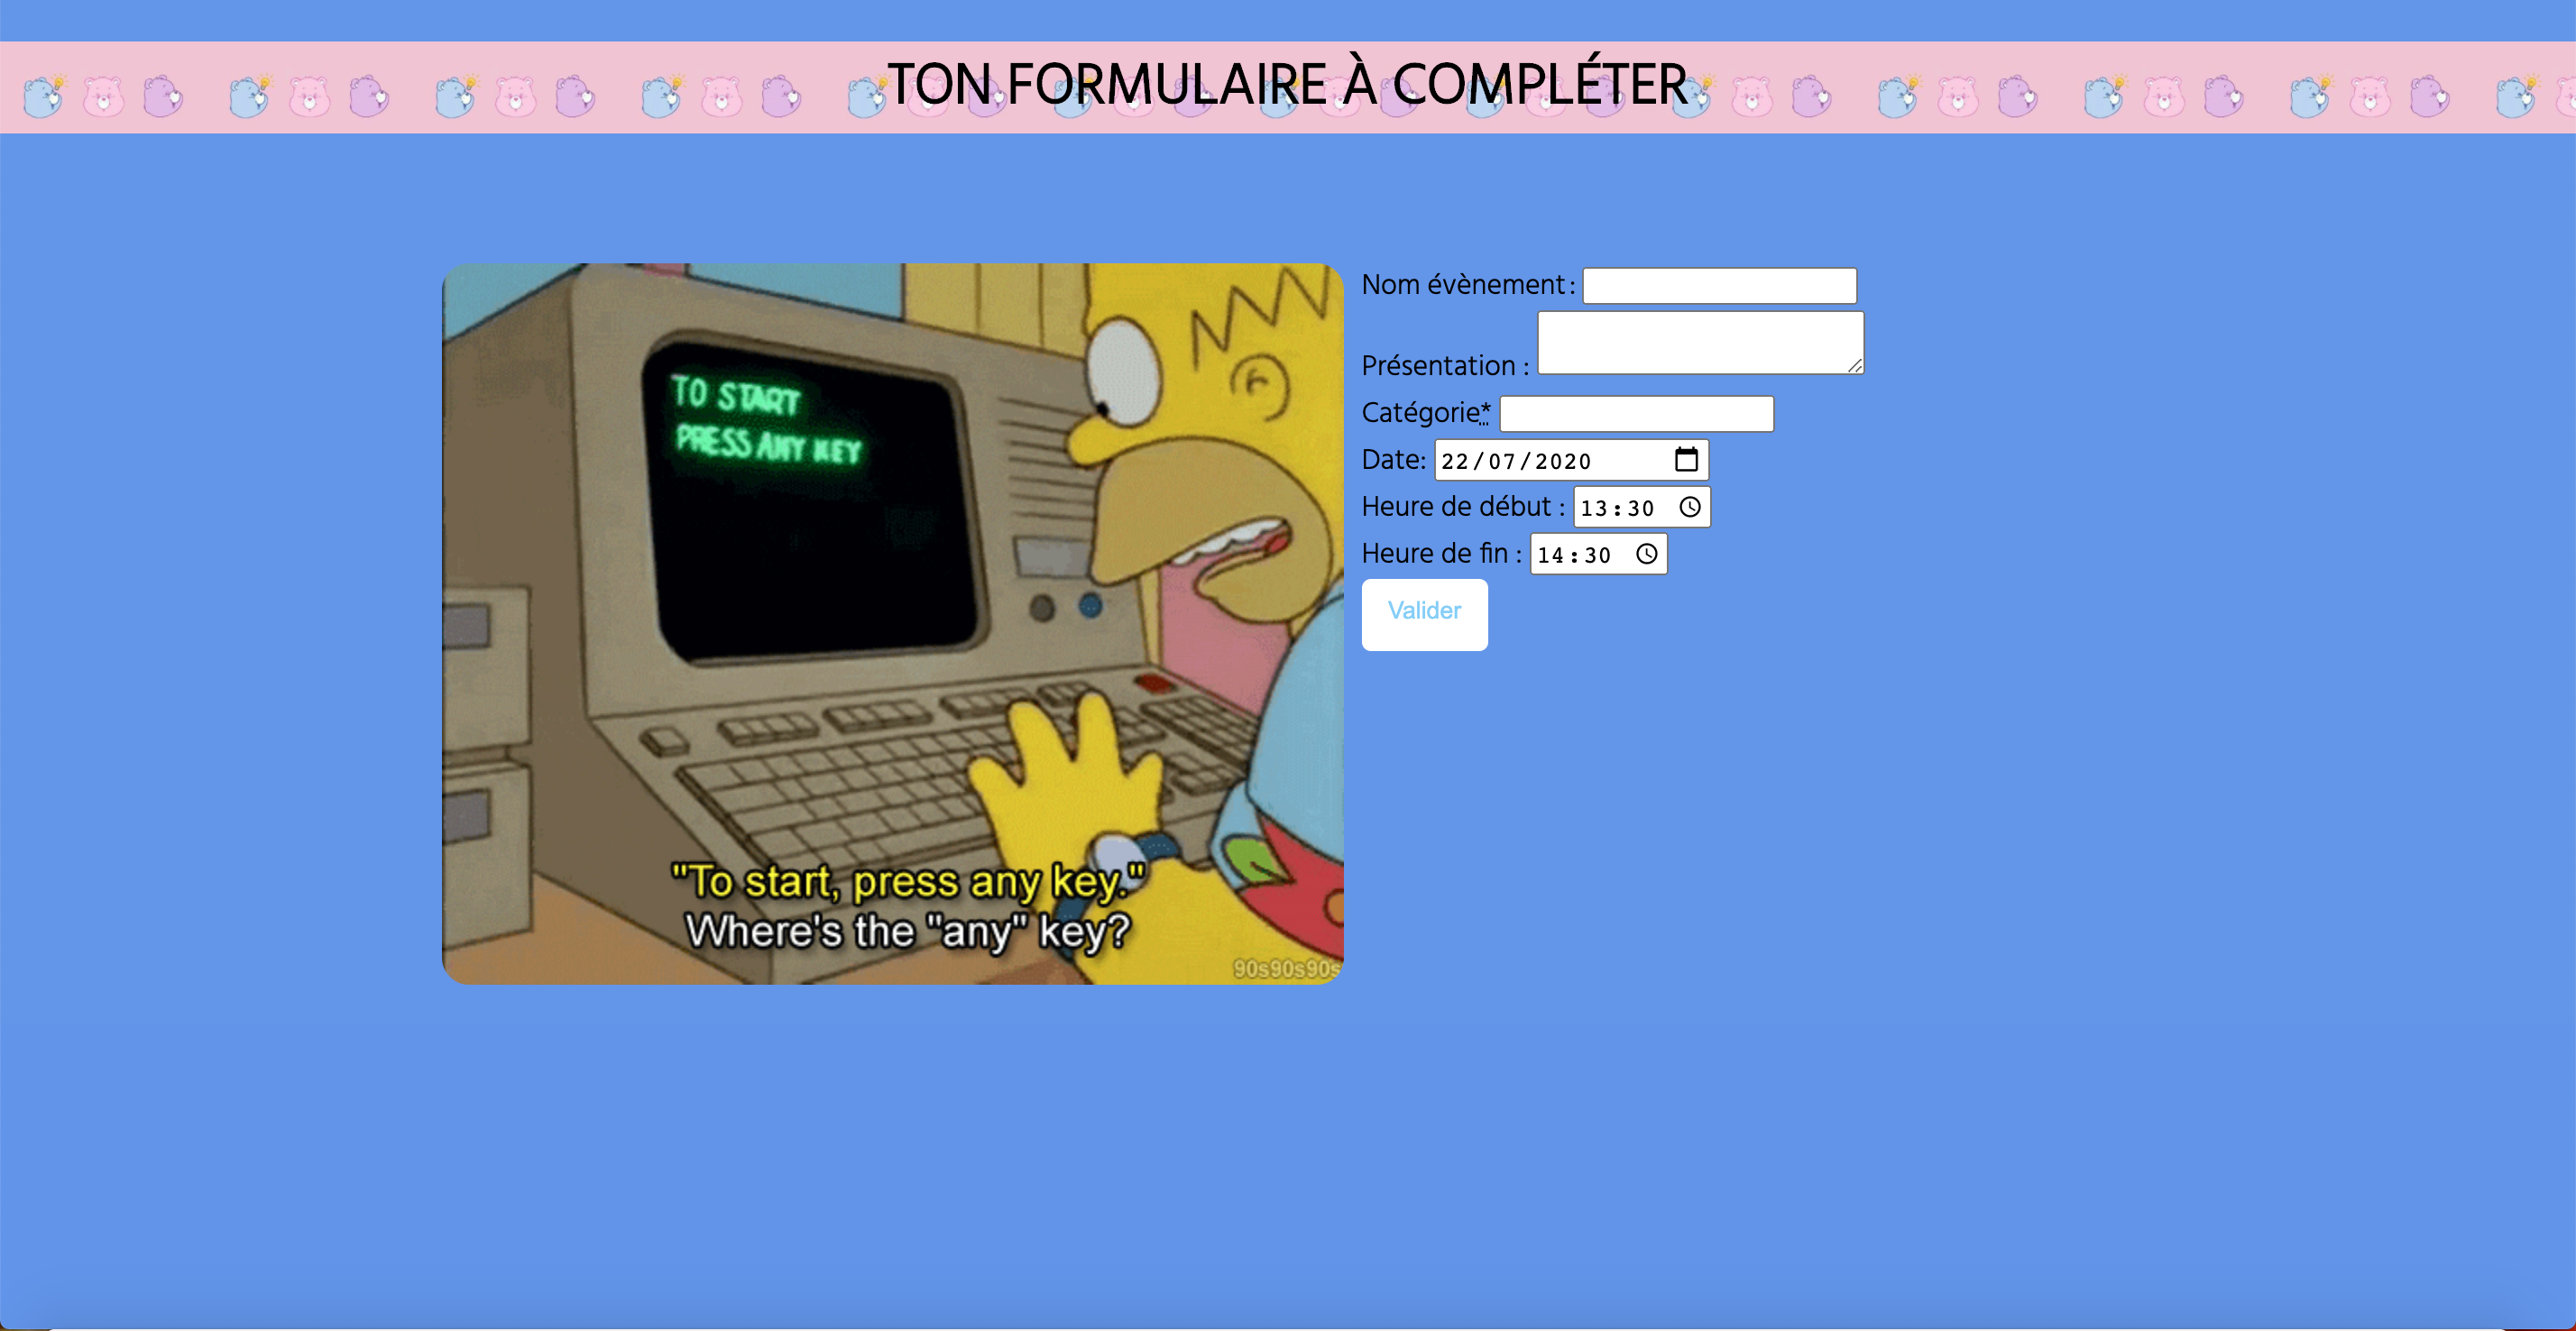 TON FORMULAIRE À COMPLÉTER
TO START
PRESS ANY KEY
"To start, press any key."
Where's the "any" key?
90s90s90s
Nom évènement :
Présentation :
Catégorie*
Date: 22/07/2020
Heure de début : 13:30
Heure de fin : 14:30
Valider